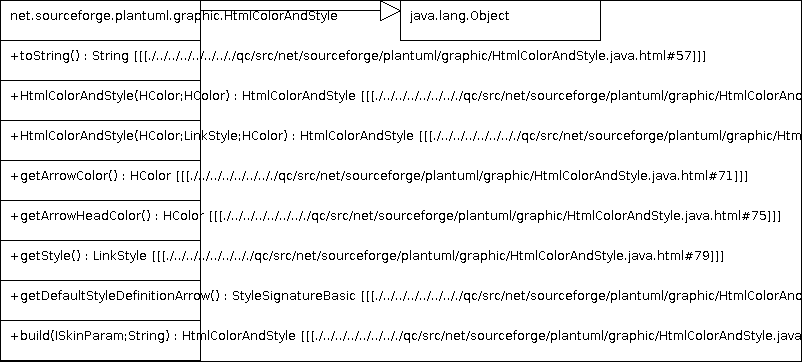 net.sourceforge.plantuml.graphic.HtmlColorAndStyle
java.lang.Object
+toString() : String [[[./../../../../../../../qc/src/net/sourceforge/plantuml/graphic/HtmlColorAndStyle.java.html#57]]]
+HtmlColorAndStyle(HColor;HColor) : HtmlColorAndStyle [[[./../../../../../../../qc/src/net/sourceforge/plantuml/graphic/HtmlColorAnd
+HtmlColorAndStyle(HColor;LinkStyle;HColor) : HtmlColorAndStyle [[[./../../../../../../../qc/src/net/sourceforge/plantuml/graphic/Htm
+getArrowColor() : HColor [[[./../../../../../../../qc/src/net/sourceforge/plantuml/graphic/HtmlColorAndStyle.java.html#71]]]
+getArrowHeadColor() : HColor [[[./../../../../../../../qc/src/net/sourceforge/plantuml/graphic/HtmlColorAndStyle.java.html#75]]]
+getStyle() : LinkStyle [[[./../../../../../../../qc/src/net/sourceforge/plantuml/graphic/HtmlColorAndStyle.java.html#79]]]
+getDefaultStyleDefinitionArrow() : StyleSignatureBasic [[[./../../../../../../../qc/src/net/sourceforge/plantuml/graphic/HtmlColorAnd
+build(ISkinParam;String) : HtmlColorAndStyle [[[./../../../../../../../qc/src/net/sourceforge/plantuml/graphic/HtmlColorAndStyle.java